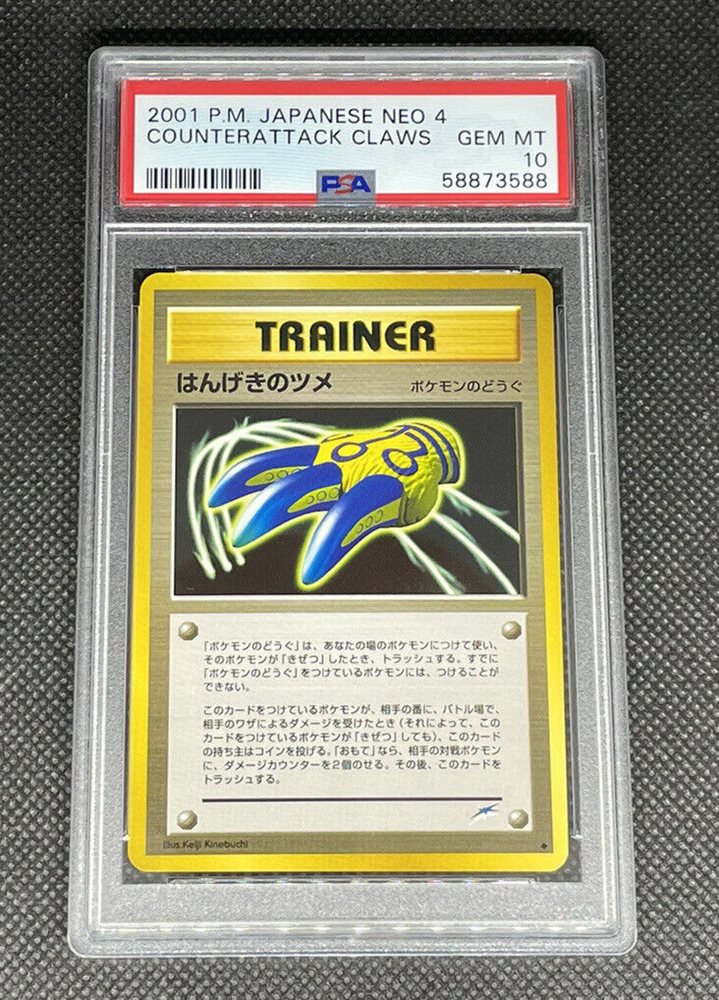 2001 P.M. JAPANESE NEO 4
COUNTERATTACK CLAWS GEM MT
10
PSA 58873588
TRAINER
はんげきのツメ ポケモンのどうぐ
「ポケモンのどうぐ」は、あなたの場のポケモンにつけて使い、
そのポケモンが「きぜつ」したとき、トラッシュする。すでに
「ポケモンのどうぐ」をつけているポケモンには、つけることが
できない。
このカードをつけているポケモンが、相手の番に、バトル場で、
相手のワザによるダメージを受けたとき（それによって、この
カードをつけているポケモンが「きぜつ」しても）、このカード
の持ち主はコインを投げる。「おもて」なら、相手の対戦ポケモン
に、ダメージカウンターを2個のせる。その後、このカードを
トラッシュする。
Illus Keiji Kinebuchi